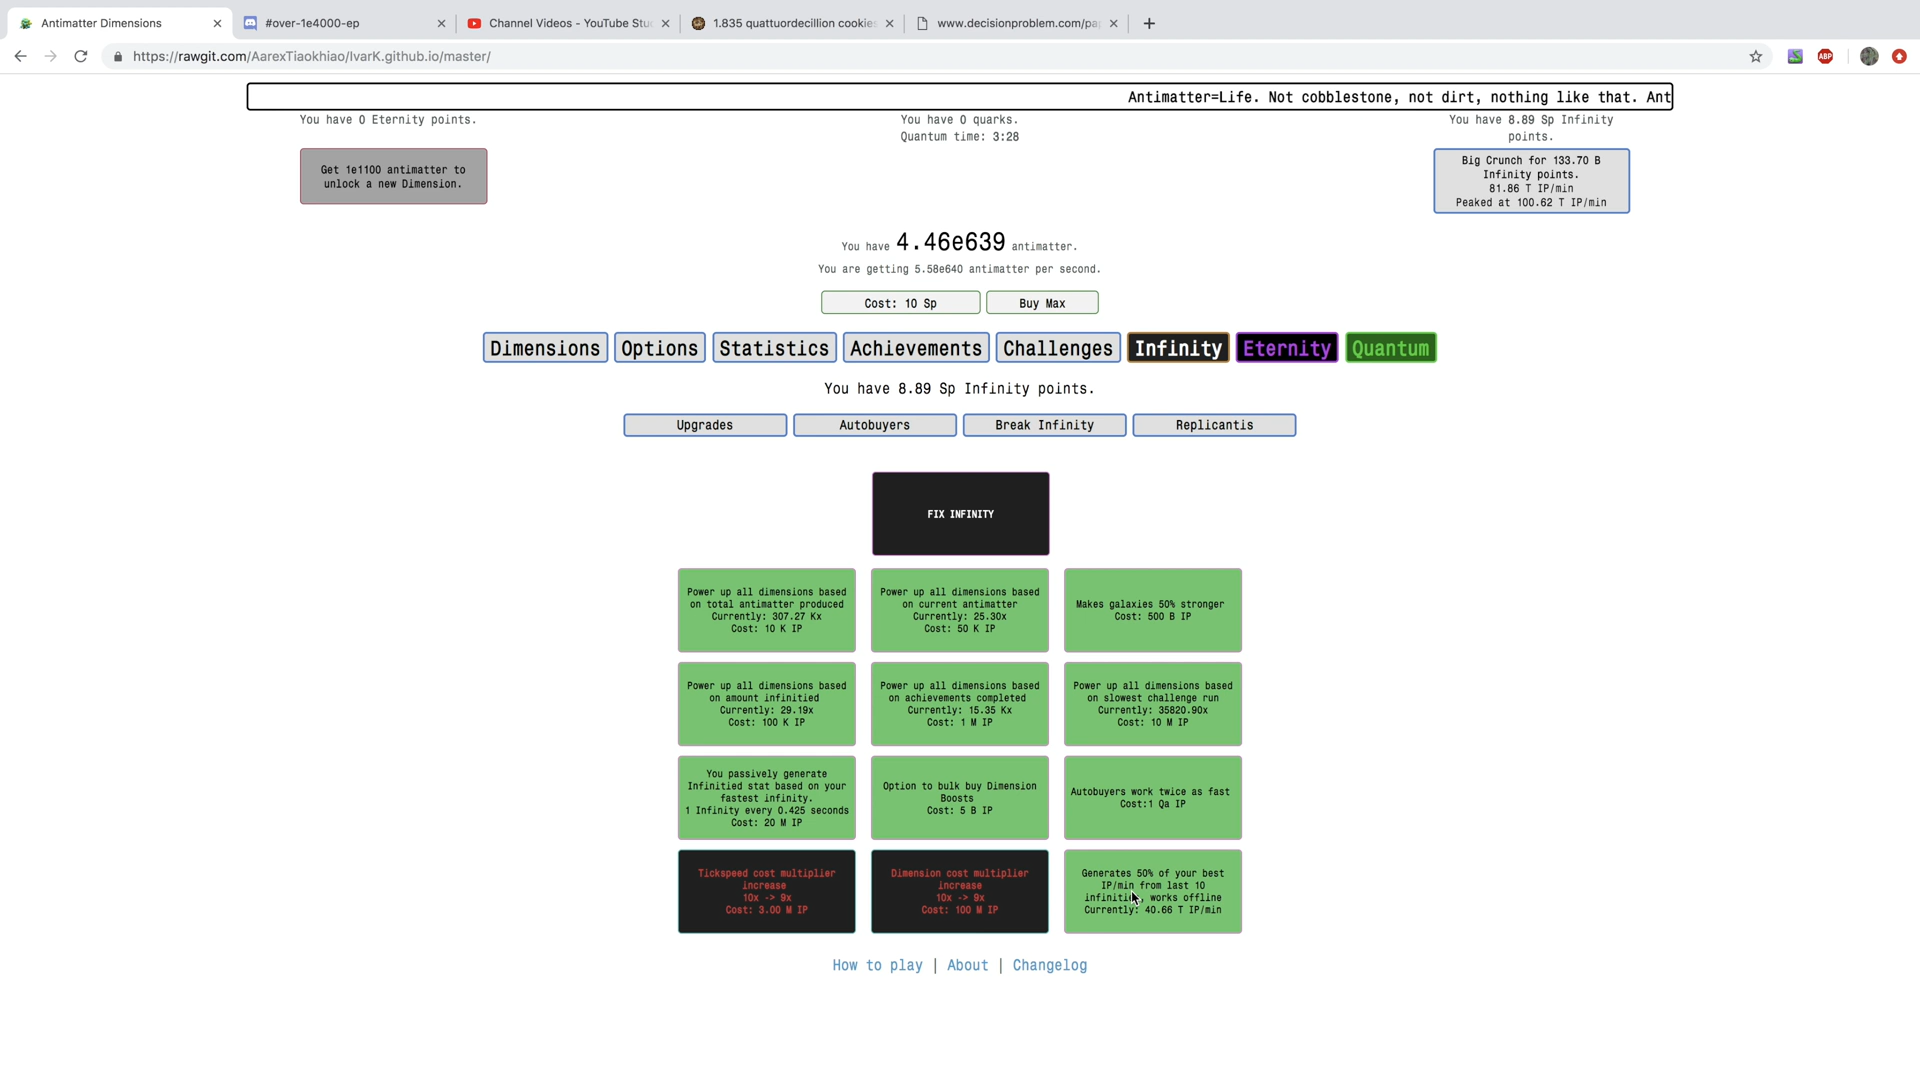 Antimatter Dimensions
#over-1e4000-ep
Channel Videos - YouTube Stu
1.835 quattuordecillion cookies
www.decisionproblem.com/pa
https://rawgit.com/AarexTiaokhiao/IvarK.github.io/master/
ABP
Antimatter=Life. Not cobblestone, not dirt, nothing like that. Ant
You have 0 Eternity points.
You have 0 quarks.
Quantum time: 3:28
You have 8.89 Sp Infinity
points.
Get 1e1100 antimatter to
unlock a new Dimension.
Big Crunch for 133.70 B
Infinity points.
81.86 T IP/min
Peaked at 100.62 T IP/min
You have 4.46e639 antimatter.
You are getting 5.58e640 antimatter per second.
Cost: 10 Sp
Buy Max
Dimensions
Options
Statistics
Achievements
Challenges
Infinity
Eternity
Quantum
You have 8.89 Sp Infinity points.
Upgrades
Autobuyers
Break Infinity
Replicantis
FIX INFINITY
Power up all dimensions based
on total antimatter produced
Currently: 307.27 Kx
Cost: 10 K IP
Power up all dimensions based
on current antimatter
Currently: 25.30x
Cost: 50 K IP
Makes galaxies 50% stronger
Cost: 500 B IP
Power up all dimensions based
on amount infinitied
Currently: 29.19x
Cost: 100 K IP
Power up all dimensions based
on achievements completed
Currently: 15.35 Kx
Cost: 1 M IP
Power up all dimensions based
on slowest challenge run
Currently: 35820.90x
Cost: 10 M IP
You passively generate
Infinitied stat based on your
fastest infinity.
1 Infinity every 0.425 seconds
Cost: 20 M IP
Option to bulk buy Dimension
Boosts
Cost: 5 B IP
Autobuyers work twice as fast
Cost:1 Qa IP
Tickspeed cost multiplier
increase
10x -> 9x
Cost: 3.00 M IP
Dimension cost multiplier
increase
10x -> 9x
Cost: 100 M IP
Generates 50% of your best
IP/min from last 10
infinities, works offline
Currently: 40.66 T IP/min
How to play | About | Changelog